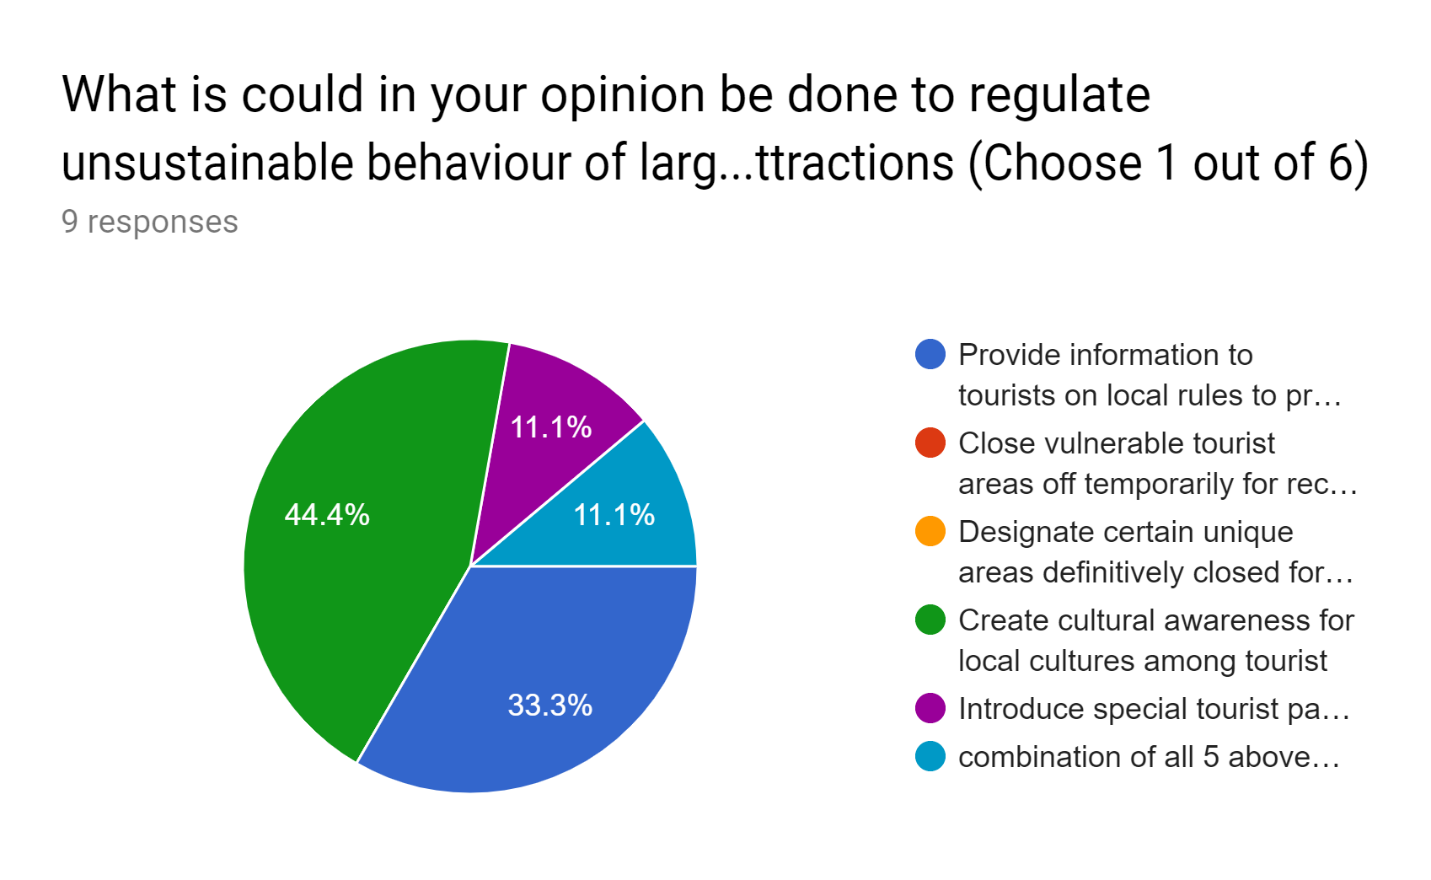 What is could in your opinion be done to regulate
unsustainable behaviour of larg...ttractions (Choose 1 out of 6)
9 responses
11.1%
44.4%
11.1%
33.3%
Provide information to
tourists on local rules to pr…
Close vulnerable tourist
areas off temporarily for rec…
Designate certain unique
areas definitively closed for…
Create cultural awareness for
local cultures among tourist
Introduce special tourist pa…
combination of all 5 above…